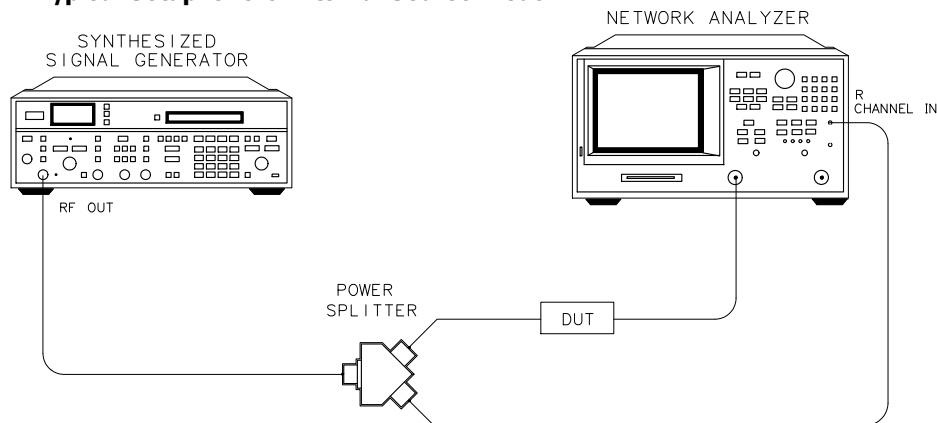 NETWORK ANALYZER
SYNTHESIZED
SIGNAL GENERATOR
R
CHANNEL IN
RF OUT
POWER
SPLITTER
DUT